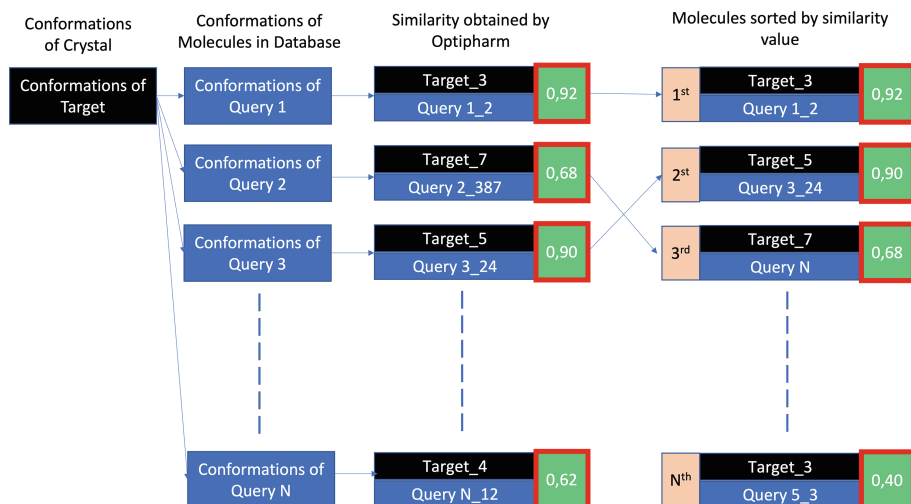 Conformations
of Crystal
Conformations of
Molecules in Database
Similarity obtained by
Optipharm
Molecules sorted by similarity
value
Conformations of
Target
Conformations of
Query 1
Target_3
Query 1_2
0,92
1st
Target_3
Query 1_2
0,92
Conformations of
Query 2
Target_7
Query 2_387
0,68
2st
Target_5
Query 3_24
0,90
Conformations of
Query 3
Target_5
Query 3_24
0,90
3rd
Target_7
Query N
0,68
Conformations of
Query N
Target_4
Query N_12
0,62
Nth
Target_3
Query 5_3
0,40